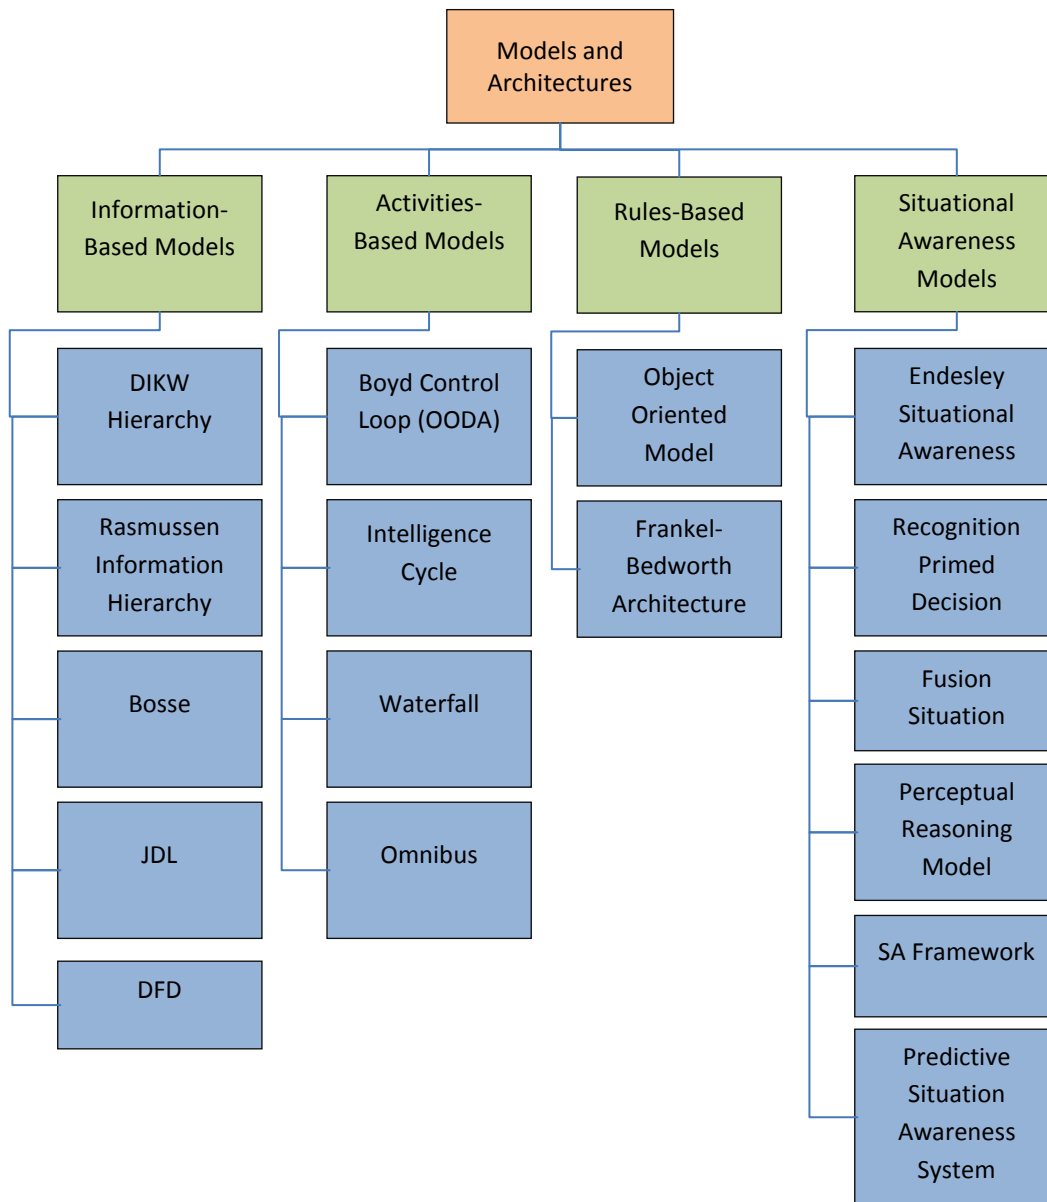 Models and
Architectures
Information-
Based Models
Activities-
Based Models
Rules-Based
Models
Situational
Awareness
Models
DIKW
Hierarchy
Rasmussen
Information
Hierarchy
Bosse
JDL
DFD
Boyd Control
Loop (OODA)
Intelligence
Cycle
Waterfall
Omnibus
Object
Oriented
Model
Frankel-
Bedworth
Architecture
Endesley
Situational
Awareness
Recognition
Primed
Decision
Fusion
Situation
Perceptual
Reasoning
Model
SA Framework
Predictive
Situation
Awareness
System